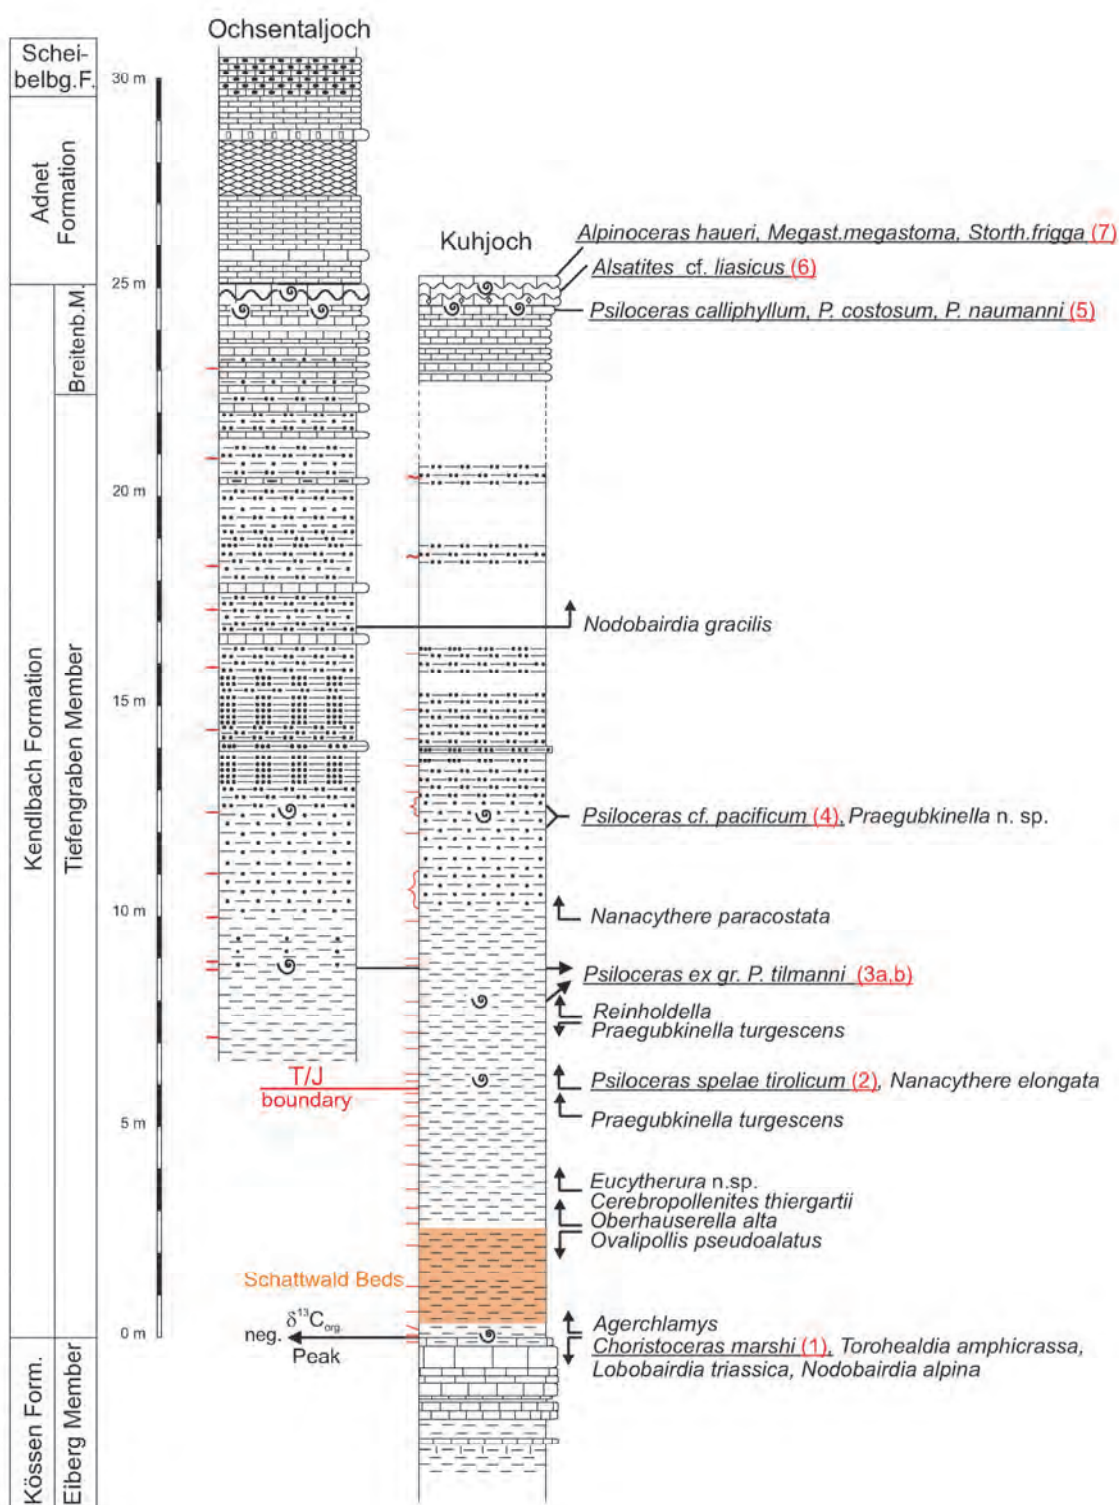 Ochsentaljoch
Schei-
belbg.F.
30 m
Adnet
Formation
Kuhjoch
Alpinoceras haueri, Megast.megastoma, Storth.frigga (7)
Alsatites cf. liasicus (6)
25 m
Psiloceras calliphyllum, P. costosum, P. naumanni (5)
Breitenb.M.
20 m
Nodobairdia gracilis
Kendlbach Formation
Tiefengraben Member
15 m
Psiloceras cf. pacificum (4), Praegubkinella n. sp.
10 m
Nanacythere paracostata
Psiloceras ex gr. P. tilmanni (3a,b)
Reinholdella
Praegubkinella turgescens
T/J
boundary
Psiloceras spelae tirolicum (2), Nanacythere elongata
5 m
Praegubkinella turgescens
Eucytherura n.sp.
Cerebropollenites thiergartii
Oberhauserella alta
Ovalipollis pseudoalatus
Schattwald Beds
δ13Corg.
neg.
Peak
0 m
Agerchlamys
Choristoceras marshi (1), Torohealdia amphicrassa,
Lobobairdia triassica, Nodobairdia alpina
Kössen Form.
Eiberg Member